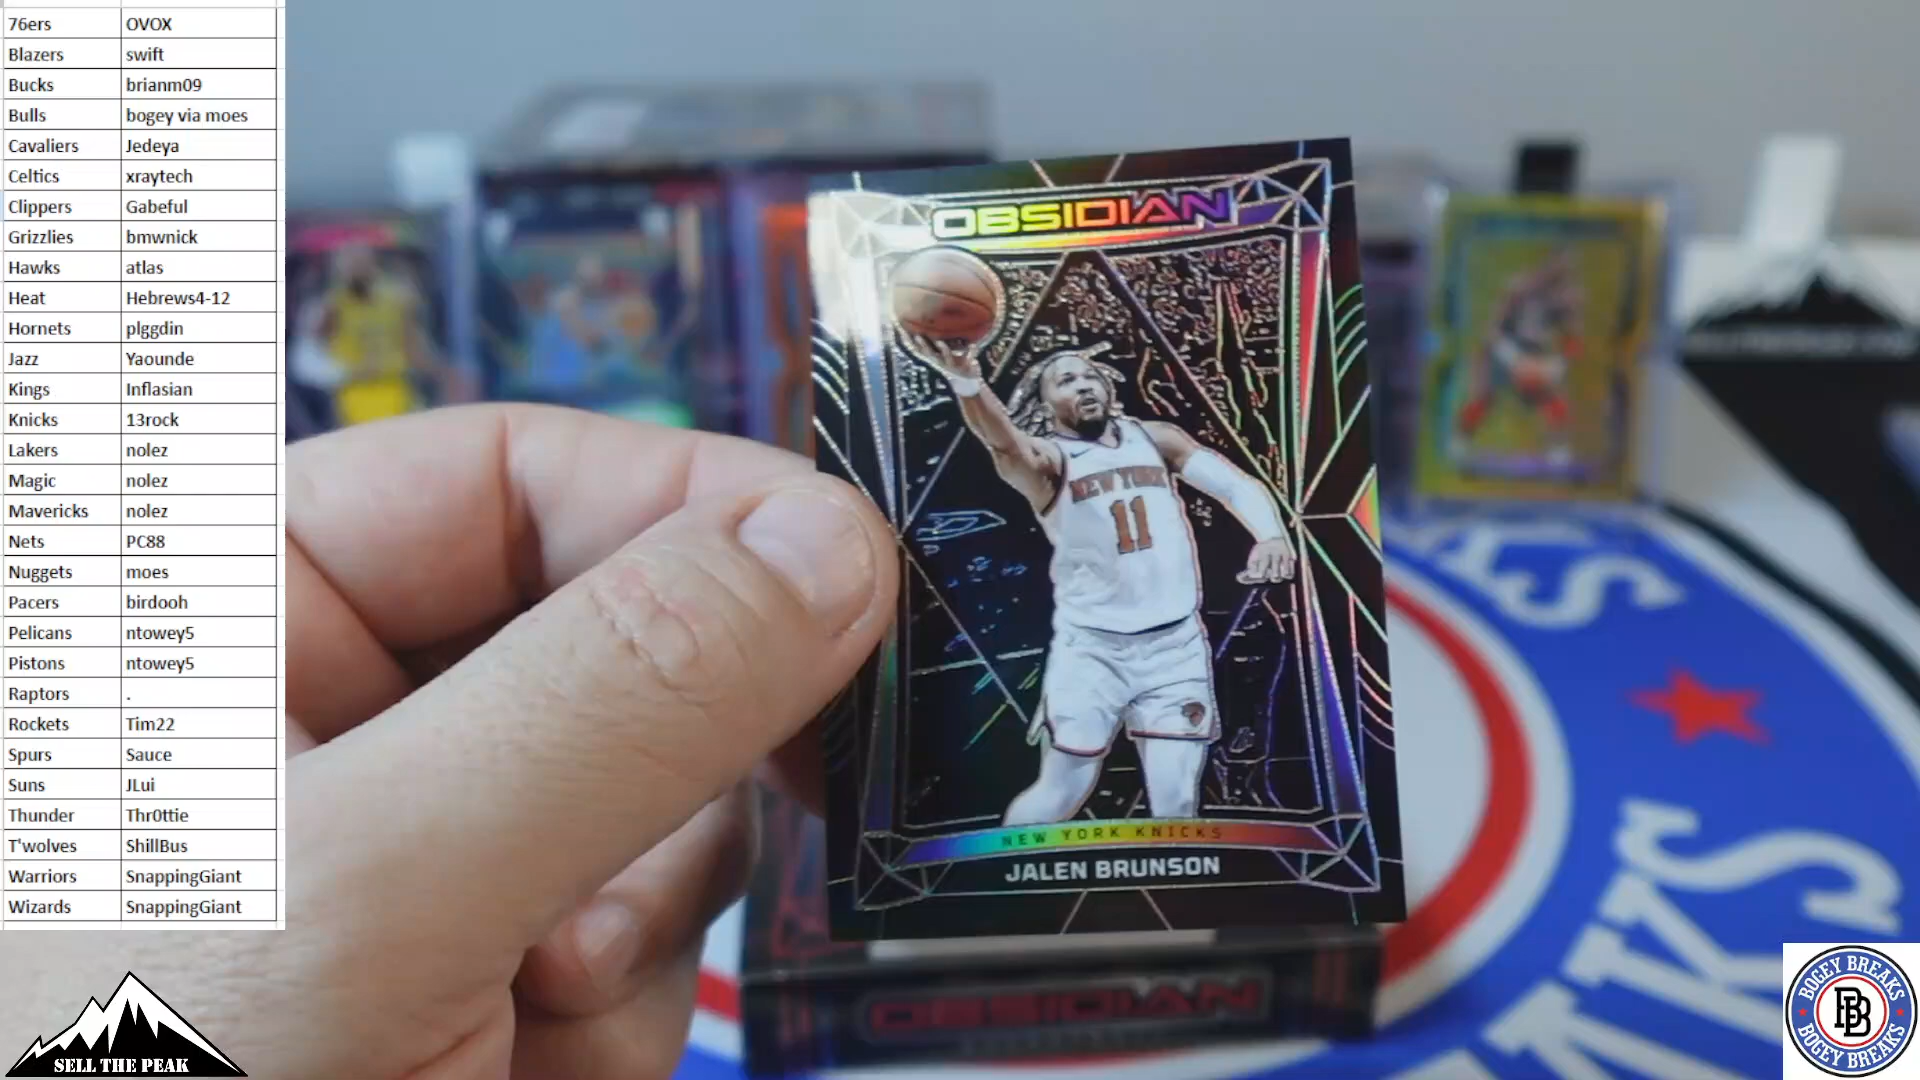 76ers OVOX
Blazers swift
Bucks brianm09
Bulls bogey via moes
Cavaliers Jedeya
Celtics xraytech
Clippers Gabeful
Grizzlies bmwnick
Hawks atlas
Heat Hebrews4-12
Hornets plggdin
Jazz Yaounde
Kings Inflasian
Knicks 13rock
Lakers nolez
Magic nolez
Mavericks nolez
Nets PC88
Nuggets moes
Pacers birdooh
Pelicans ntowey5
Pistons ntowey5
Raptors .
Rockets Tim22
Spurs Sauce
Suns JLui
Thunder Thr0ttie
T'wolves ShillBus
Warriors SnappingGiant
Wizards SnappingGiant
SELL THE PEAK
OBSIDIAN
NEW YORK
11
NEW YORK KNICKS
JALEN BRUNSON
OBSIDIAN
BOGEY BREAKS
BB
BOGEY BREAKS